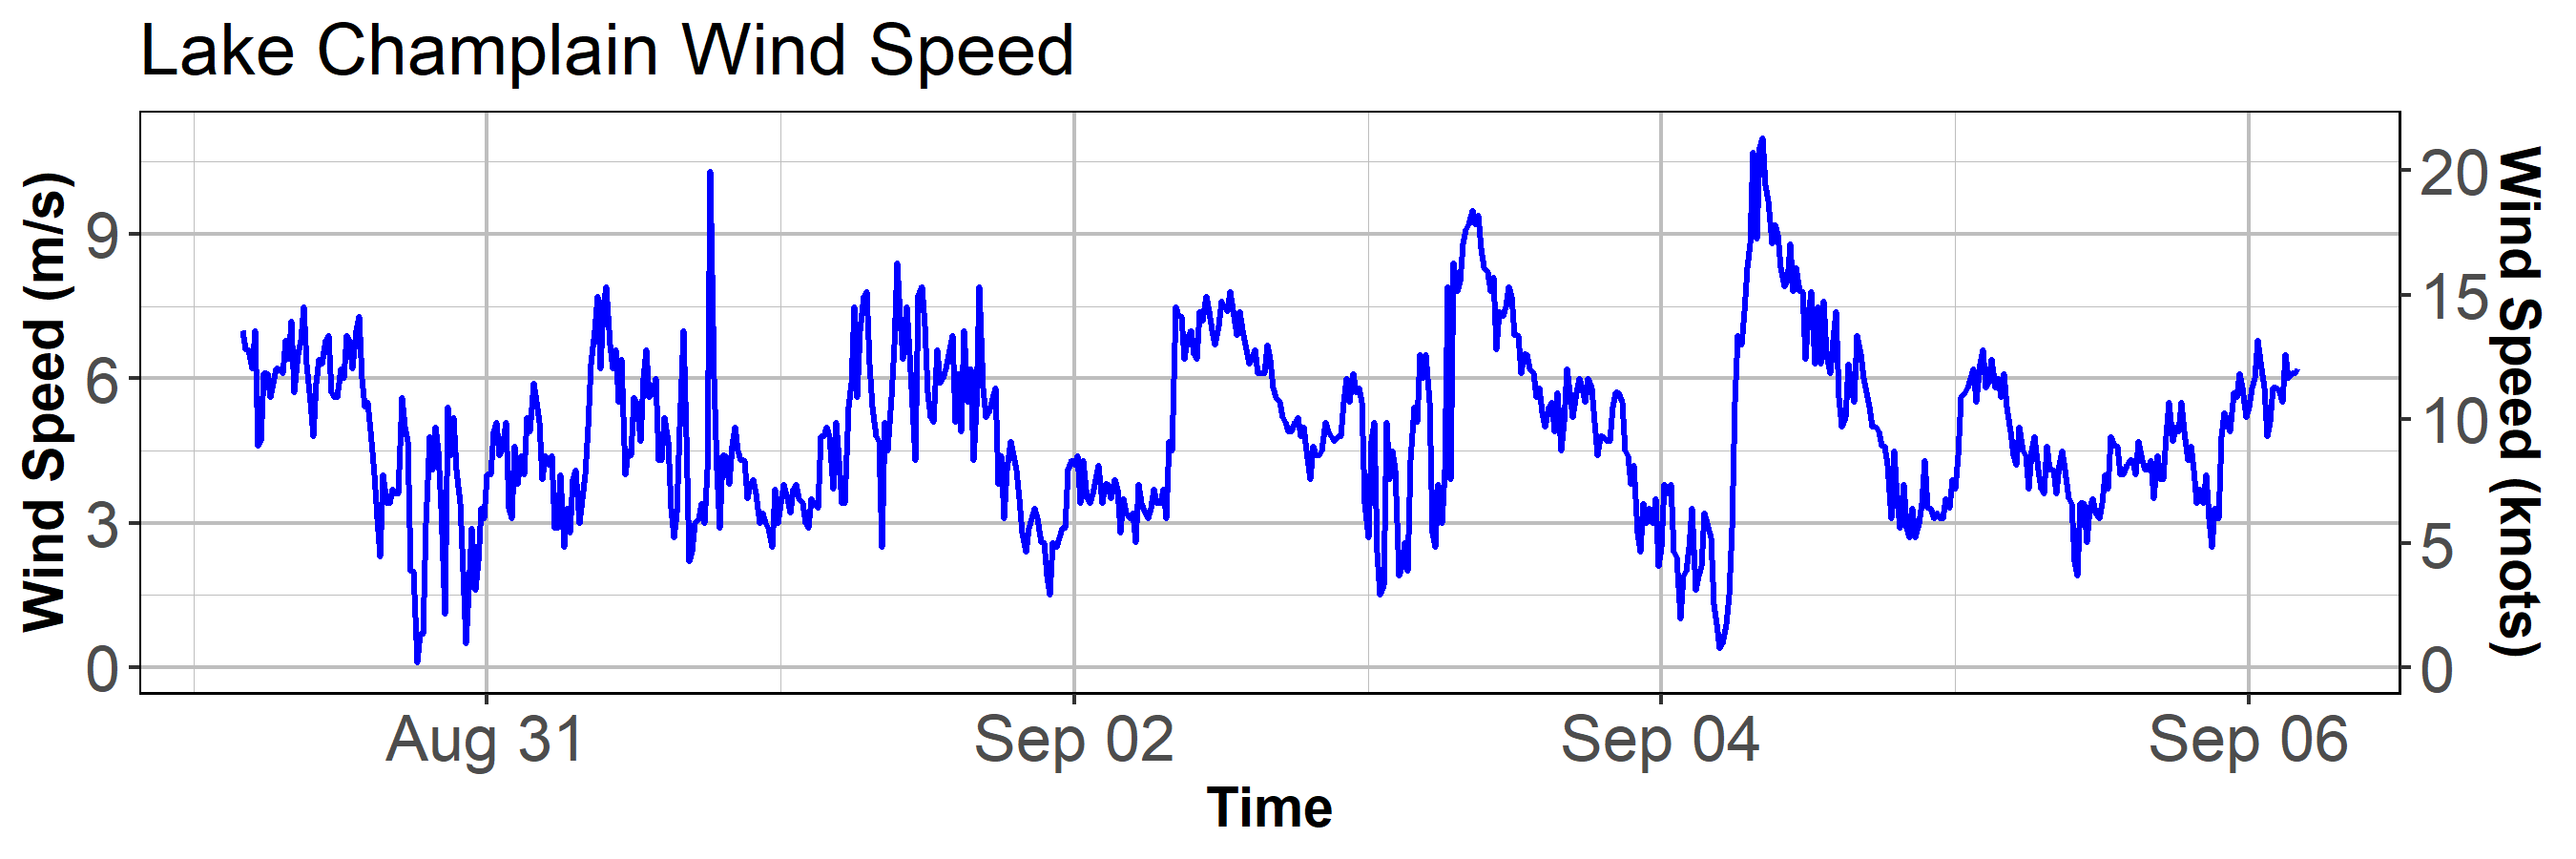 Lake Champlain Wind Speed
Wind Speed (m/s)
9
6
3
0
20
15
10
5
0
Wind Speed (knots)
Aug 31
Sep 02
Sep 04
Sep 06
Time